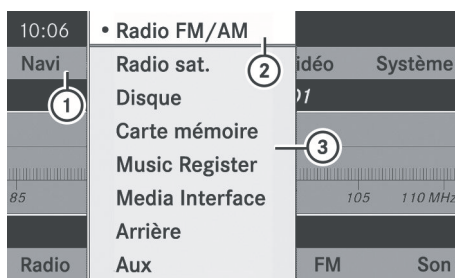 10:06
• Radio FM/AM
Navi
Radio sat.
idéo
Système
1
2
Disque
01
Carte mémoire
3
Music Register
85
Media Interface
105
110 MHz
Arrière
Radio
Aux
FM
Son